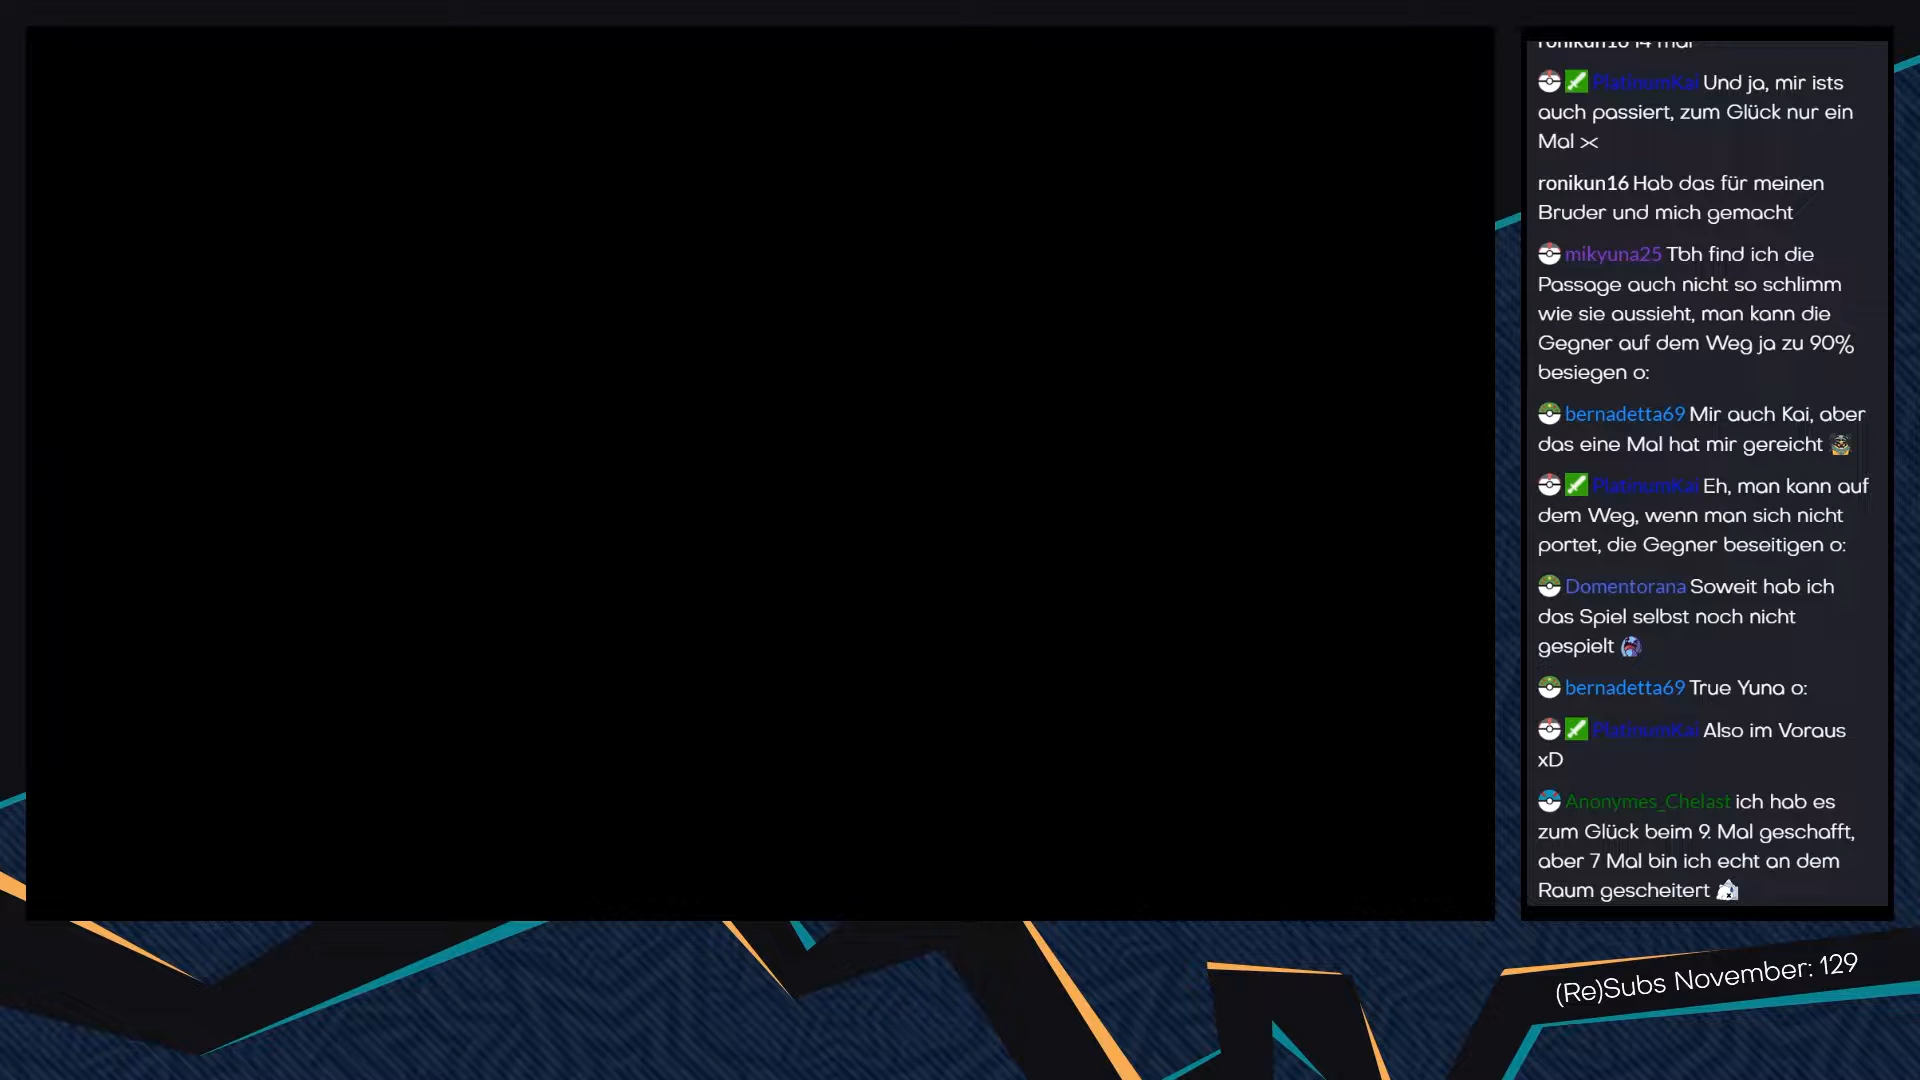 ronikun16 14 mal
PlatinumKai Und ja, mir ists
auch passiert, zum Glück nur ein
Mal ><
ronikun16 Hab das für meinen
Bruder und mich gemacht
mikyuna25 Tbh find ich die
Passage auch nicht so schlimm
wie sie aussieht, man kann die
Gegner auf dem Weg ja zu 90%
besiegen o:
bernadetta69 Mir auch Kai, aber
das eine Mal hat mir gereicht
PlatinumKai Eh, man kann auf
dem Weg, wenn man sich nicht
portet, die Gegner beseitigen o:
Domentorana Soweit hab ich
das Spiel selbst noch nicht
gespielt
bernadetta69 True Yuna o:
PlatinumKai Also im Voraus
xD
Anonymes_Chelast ich hab es
zum Glück beim 9. Mal geschafft,
aber 7 Mal bin ich echt an dem
Raum gescheitert
(Re)Subs November: 129